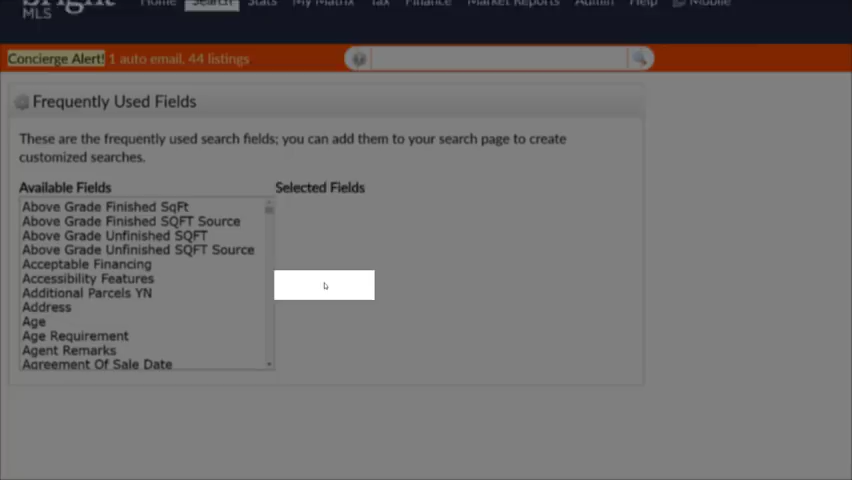 bright
MLS
Home Search Stats My Matrix Tax Finance Market Reports Admin Help Mobile
Concierge Alert! 1 auto email, 44 listings
Frequently Used Fields
These are the frequently used search fields; you can add them to your search page to create
customized searches.
Available Fields Selected Fields
Above Grade Finished SqFt
Above Grade Finished SQFT Source
Above Grade Unfinished SQFT
Above Grade Unfinished SQFT Source
Acceptable Financing
Accessibility Features
Additional Parcels YN
Address
Age
Age Requirement
Agent Remarks
Agreement Of Sale Date